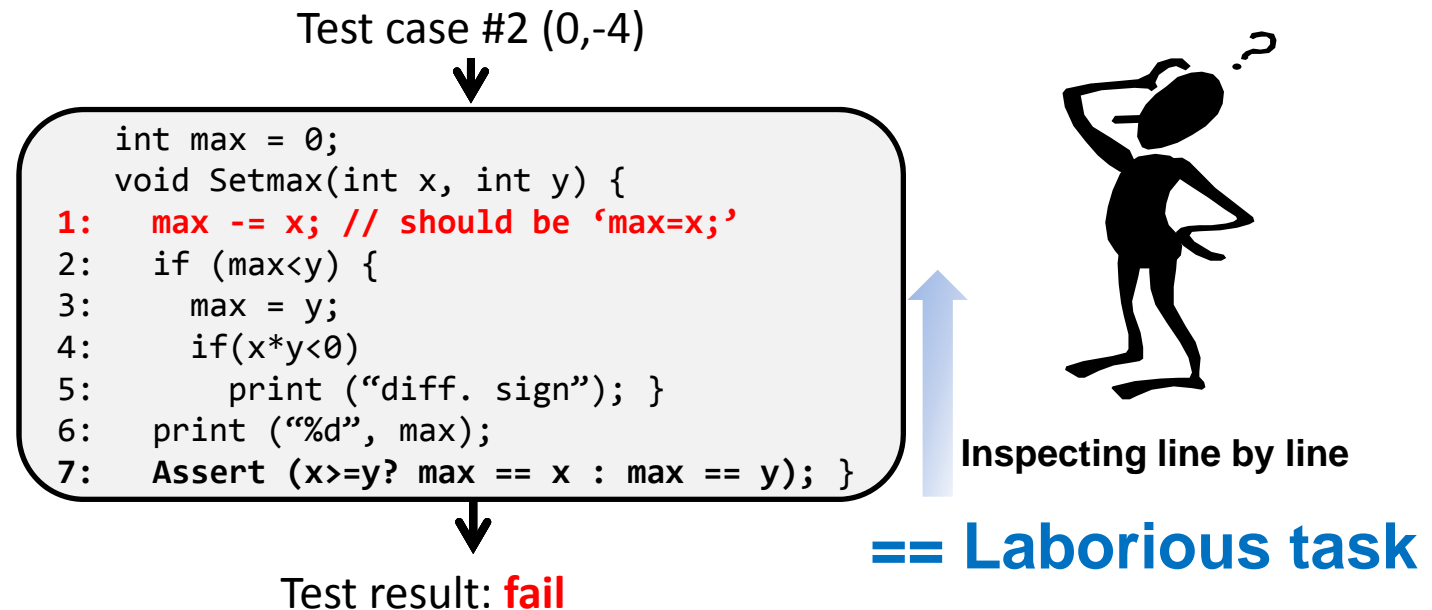 Test case #2 (0,-4)
int max = 0;
void Setmax(int x, int y) {
1: max -= x; // should be ‘max=x;’
2: if (max<y) {
3: max = y;
4: if(x*y<0)
5: print (“diff. sign”); }
6: print (“%d”, max);
7: Assert (x>=y? max == x : max == y); }
Test result: fail
?
Inspecting line by line
== Laborious task